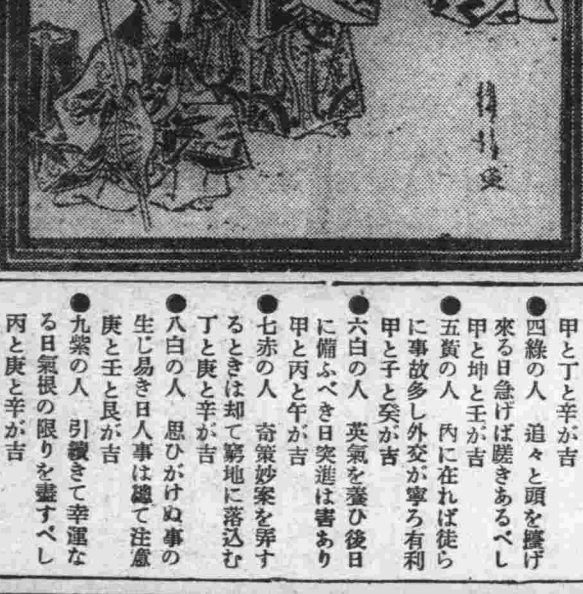 甲と丁と辛が吉
●四綠の人　追々と頭を擡げ
來る日急げば躓きあるべし
甲と坤と壬が吉
●五黃の人　內に在れば徒ら
に事故多し外交が寧ろ有利
甲と子と癸が吉
●六白の人　英氣を養ひ後日
に備ふべき日突進は害あり
甲と丙と午が吉
●七赤の人　奇策妙案を弄す
るときは却て窮地に落込む
丁と庚と辛が吉
●八白の人　思ひがけぬ事の
生じ易き日人事は總て注意
庚と壬と艮が吉
●九紫の人　引續きて幸運な
る日氣根の限りを盡すべし
丙と庚と辛が吉